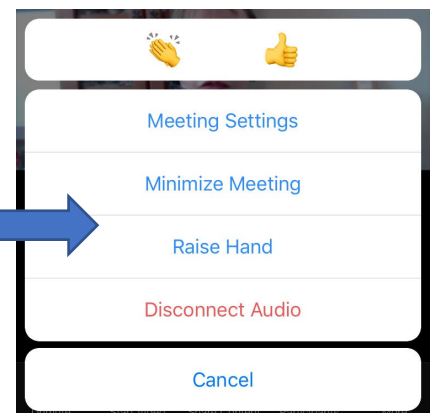 Meeting Settings
Minimize Meeting
Raise Hand
Disconnect Audio
Cancel